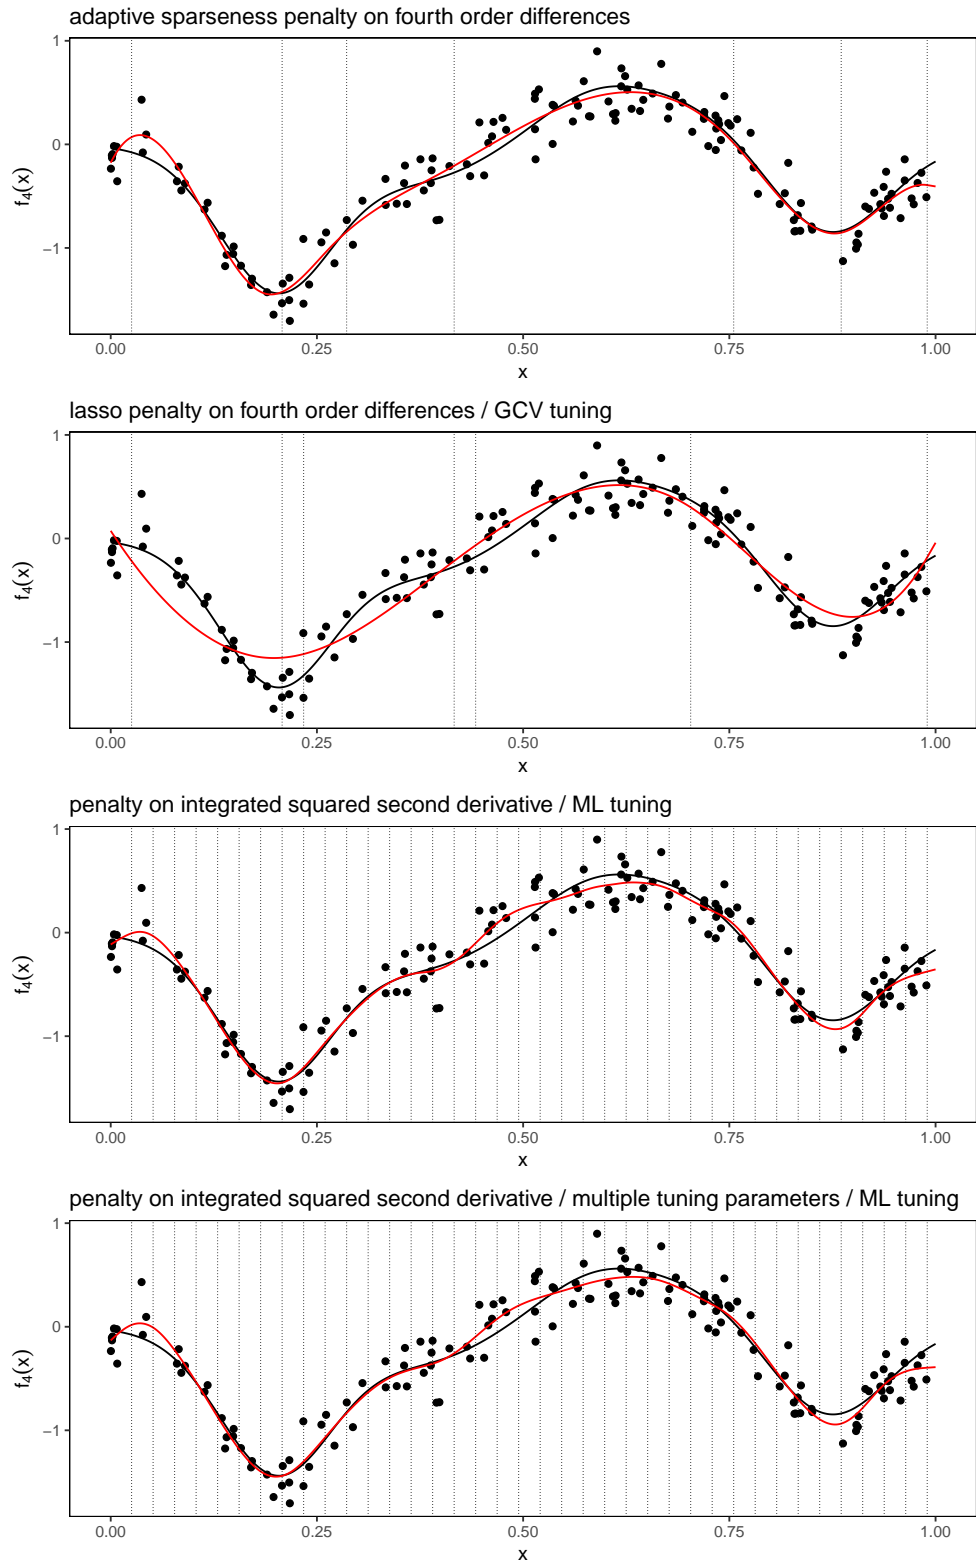 adaptive sparseness penalty on fourth order differences
1
0
−1
f4(x)
0.00 0.25 0.50 0.75 1.00
x
lasso penalty on fourth order differences / GCV tuning
1
0
−1
f4(x)
0.00 0.25 0.50 0.75 1.00
x
penalty on integrated squared second derivative / ML tuning
1
0
−1
f4(x)
0.00 0.25 0.50 0.75 1.00
x
penalty on integrated squared second derivative / multiple tuning parameters / ML tuning
1
0
−1
f4(x)
0.00 0.25 0.50 0.75 1.00
x